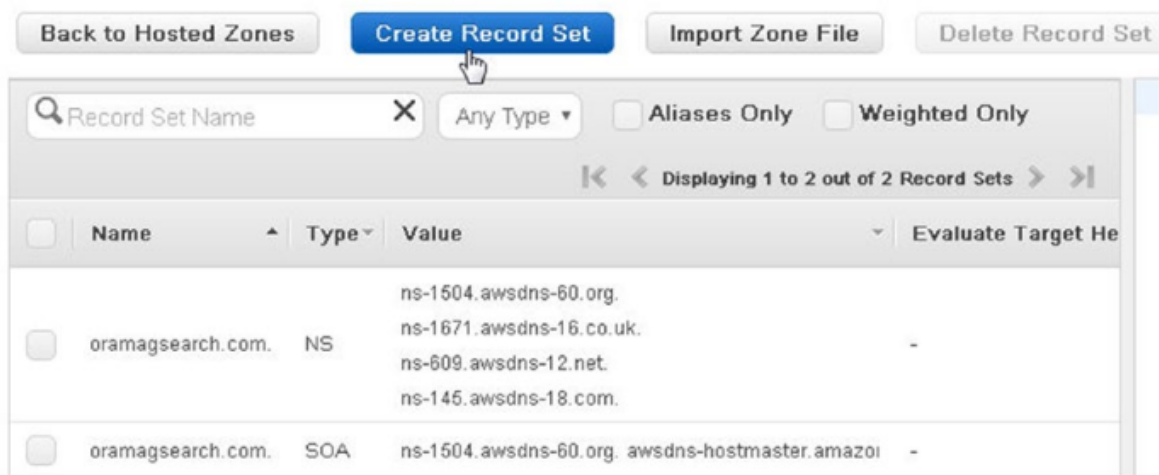 Back to Hosted Zones Create Record Set Import Zone File Delete Record Set
Record Set Name Any Type Aliases Only Weighted Only
Displaying 1 to 2 out of 2 Record Sets
Name Type Value Evaluate Target He
ns-1504.awsdns-60.org.
ns-1671.awsdns-16.co.uk.
oramagsearch.com. NS -
ns-609.awsdns-12.net.
ns-145.awsdns-18.com.
oramagsearch.com. SOA ns-1504.awsdns-60.org. awsdns-hostmaster.amazo -